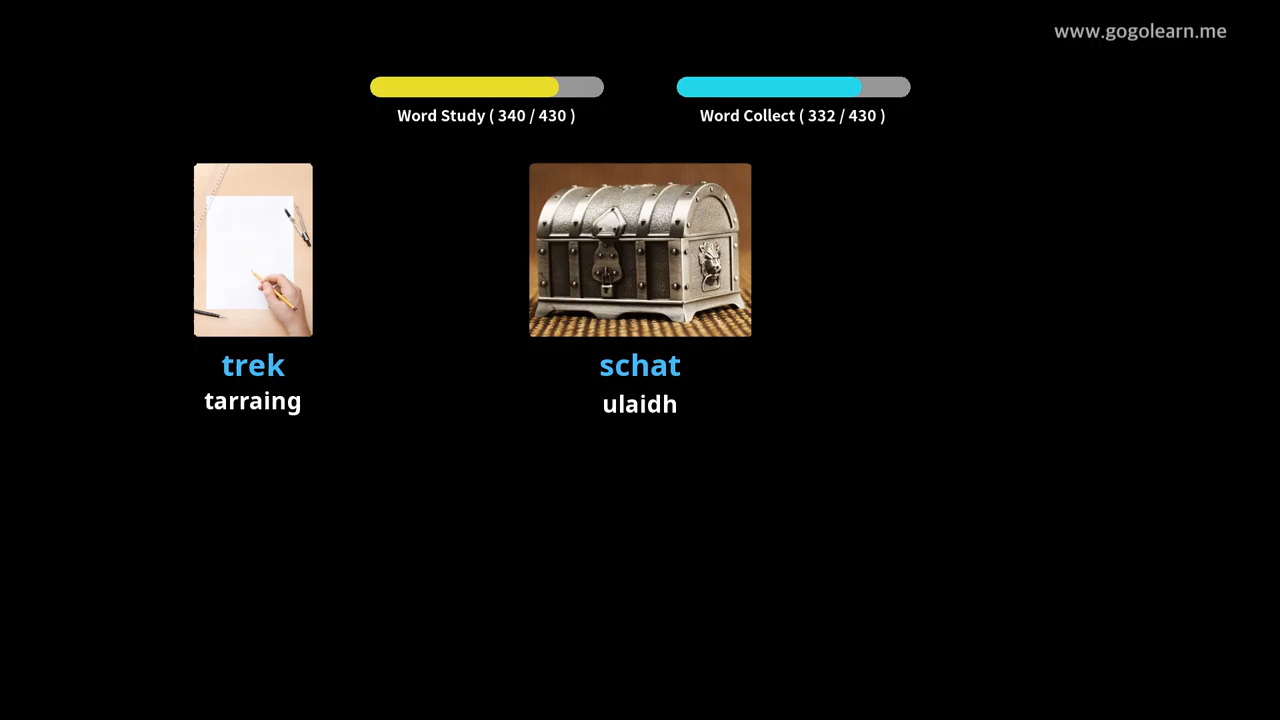 www.gogolearn.me
Word Study ( 340 / 430 )
Word Collect ( 332 / 430 )
trek
tarraing
schat
ulaidh